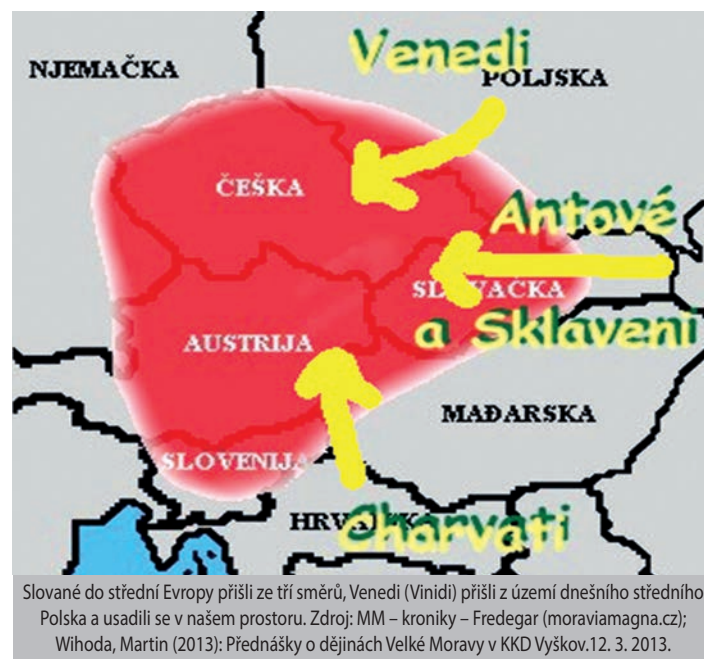 Venedi
NJEMAČKA
POLJSKA
ČEŠKA
Antové
SLOVAČKA
a Sklaveni
AUSTRIJA
MAĐARSKA
SLOVENIJA
Charvati
Slované do střední Evropy přišli ze tří směrů, Venedi (Vinidi) přišli z území dnešního středního
Polska a usadili se v našem prostoru. Zdroj: MM – kroniky – Fredegar (moraviamagna.cz);
Wihoda, Martin (2013): Přednášky o dějinách Velké Moravy v KKD Vyškov.12. 3. 2013.